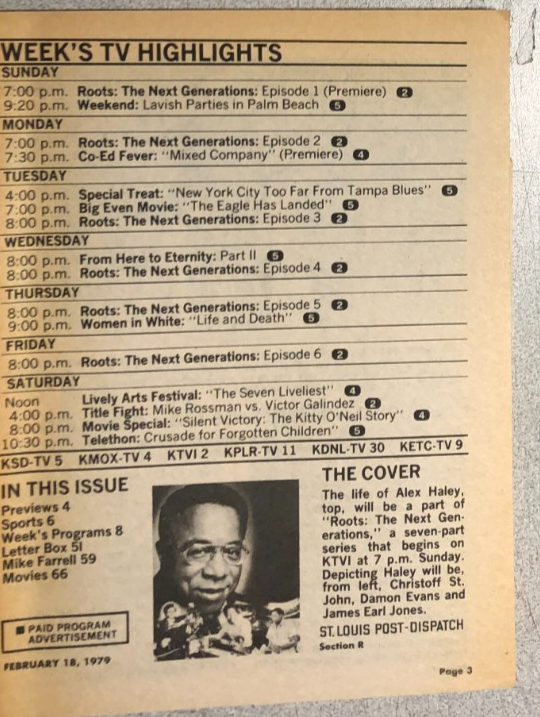 WEEK'S TV HIGHLIGHTS
SUNDAY
7:00 p.m. Roots: The Next Generations: Episode 1 (Premiere) 2
9:20 p.m. Weekend: Lavish Parties in Palm Beach 5
MONDAY
7:00 p.m. Roots: The Next Generations: Episode 2 2
7:30 p.m. Co-Ed Fever: "Mixed Company" (Premiere) 4
TUESDAY
4:00 p.m. Special Treat: "New York City Too Far From Tampa Blues" 5
7:00 p.m. Big Even Movie: "The Eagle Has Landed" 5
8:00 p.m. Roots: The Next Generations: Episode 3 2
WEDNESDAY
8:00 p.m. From Here to Eternity: Part II 5
8:00 p.m. Roots: The Next Generations: Episode 4 2
THURSDAY
8:00 p.m. Roots: The Next Generations: Episode 5 2
9:00 p.m. Women in White: "Life and Death" 5
FRIDAY
8:00 p.m. Roots: The Next Generations: Episode 6 2
SATURDAY
Noon Lively Arts Festival: "The Seven Liveliest" 4
4:00 p.m. Title Fight: Mike Rossman vs. Victor Galindez 2
8:00 p.m. Movie Special: "Silent Victory: The Kitty O'Neil Story" 4
10:30 p.m. Telethon: Crusade for Forgotten Children" 5
KSD-TV 5 KMOX-TV 4 KTVI 2 KPLR-TV 11 KDNL-TV 30 KETC-TV 9
IN THIS ISSUE
Previews 4
Sports 6
Week's Programs 8
Letter Box 51
Mike Farrell 59
Movies 66
■ PAID PROGRAM
ADVERTISEMENT
FEBRUARY 18, 1979
THE COVER
The life of Alex Haley,
top, will be a part of
"Roots: The Next Gen-
erations," a seven-part
series that begins on
KTVI at 7 p.m. Sunday.
Depicting Haley will be,
from left, Christoff St.
John, Damon Evans and
James Earl Jones.
ST. LOUIS POST-DISPATCH
Section R
Page 3